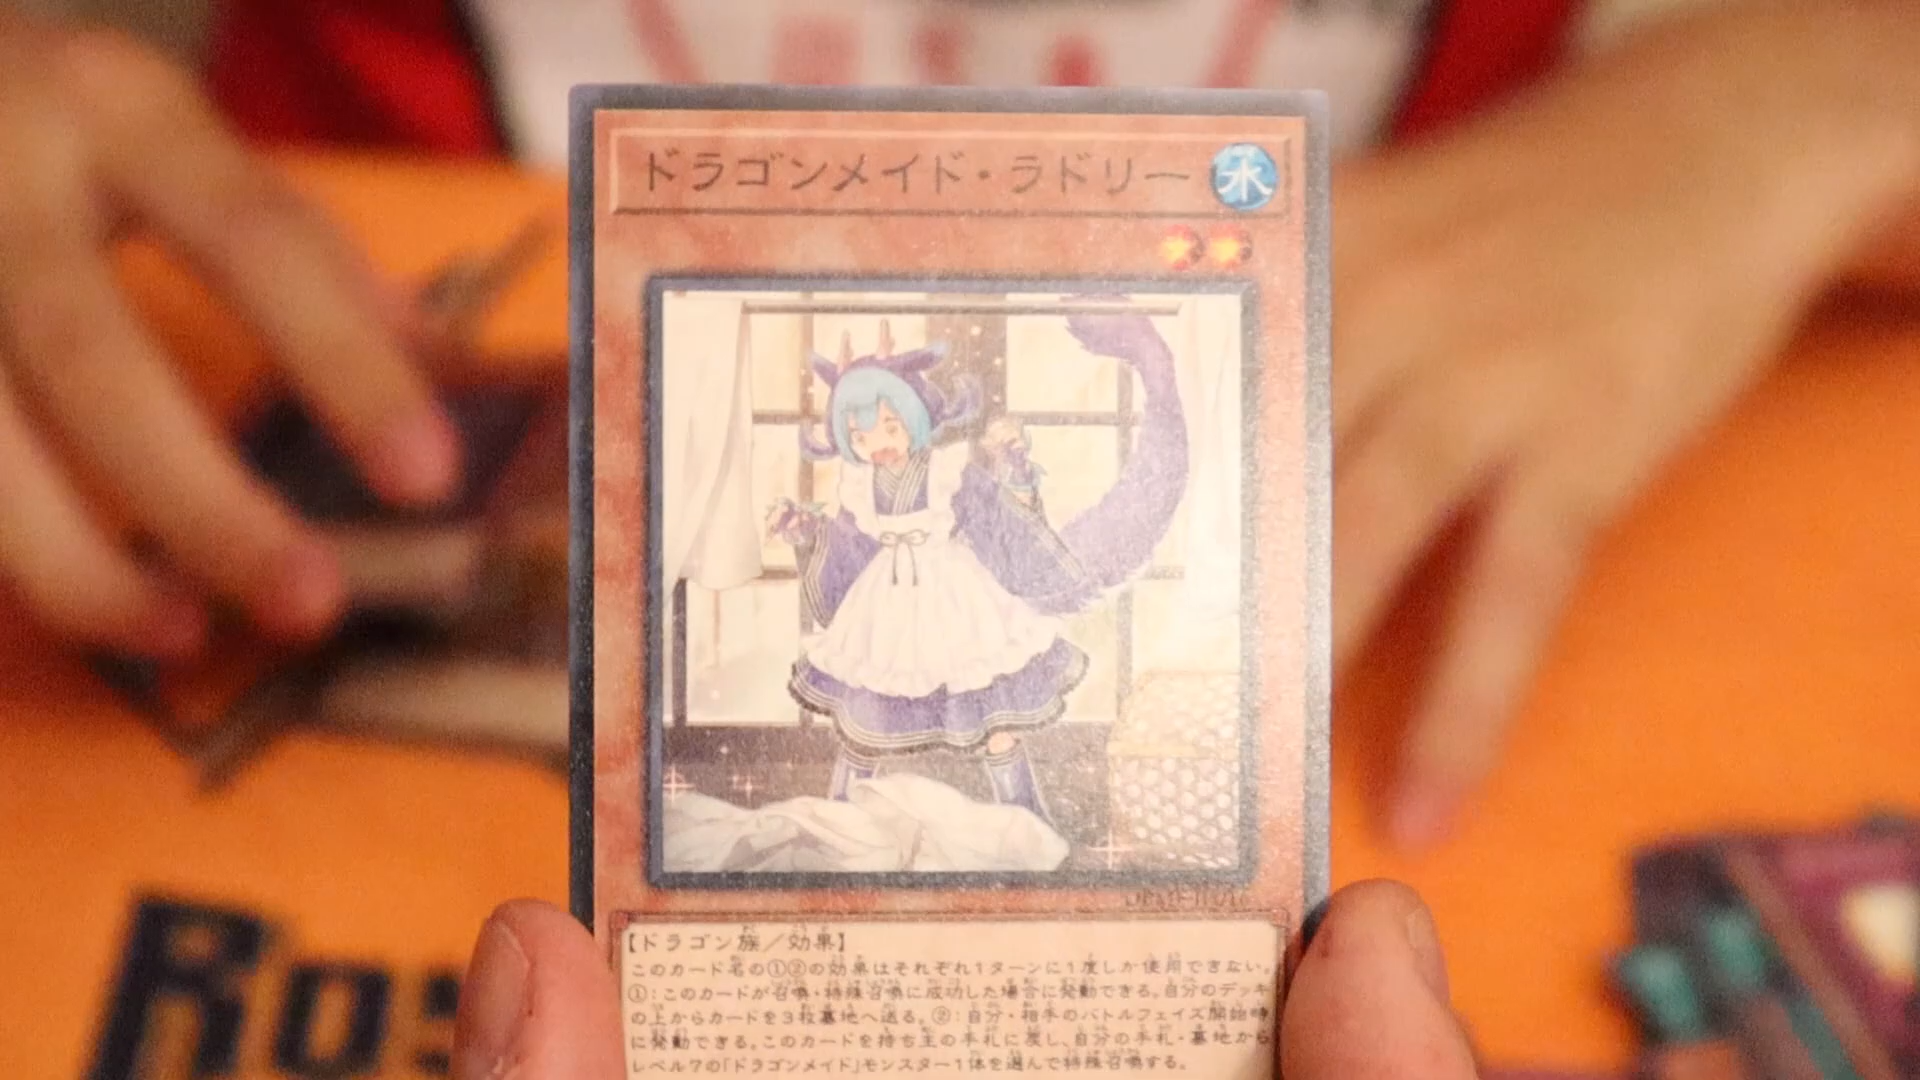 ドラゴンメイド・ラドリー
水
【ドラゴン族／効果】
このカード名の①②の効果はそれぞれ1ターンに1度しか使用できない。
①：このカードが召喚・特殊召喚に成功した場合に発動できる。自分のデッキ
の上からカードを3枚墓地へ送る。②：自分・相手のバトルフェイズ開始時
に発動できる。このカードを持ち主の手札に戻し、自分の手札・墓地から
レベル7の「ドラゴンメイド」モンスター1体を選んで特殊召喚する。
Ros